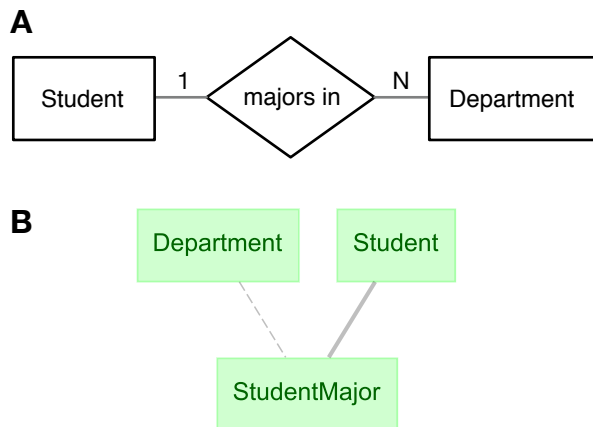 A
Student 1 majors in N Department
B
Department Student
StudentMajor